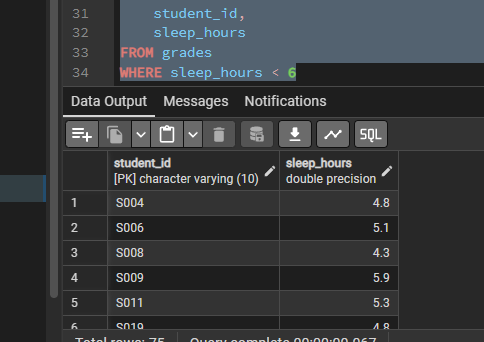 31 student_id,
32 sleep_hours
33 FROM grades
34 WHERE sleep_hours < 6
Data Output Messages Notifications
SQL
student_id sleep_hours
[PK] character varying (10) double precision
1 S004 4.8
2 S006 5.1
3 S008 4.3
4 S009 5.9
5 S011 5.3
6 S019 4.8
Total rows: 75 Query complete 00:00:00.067